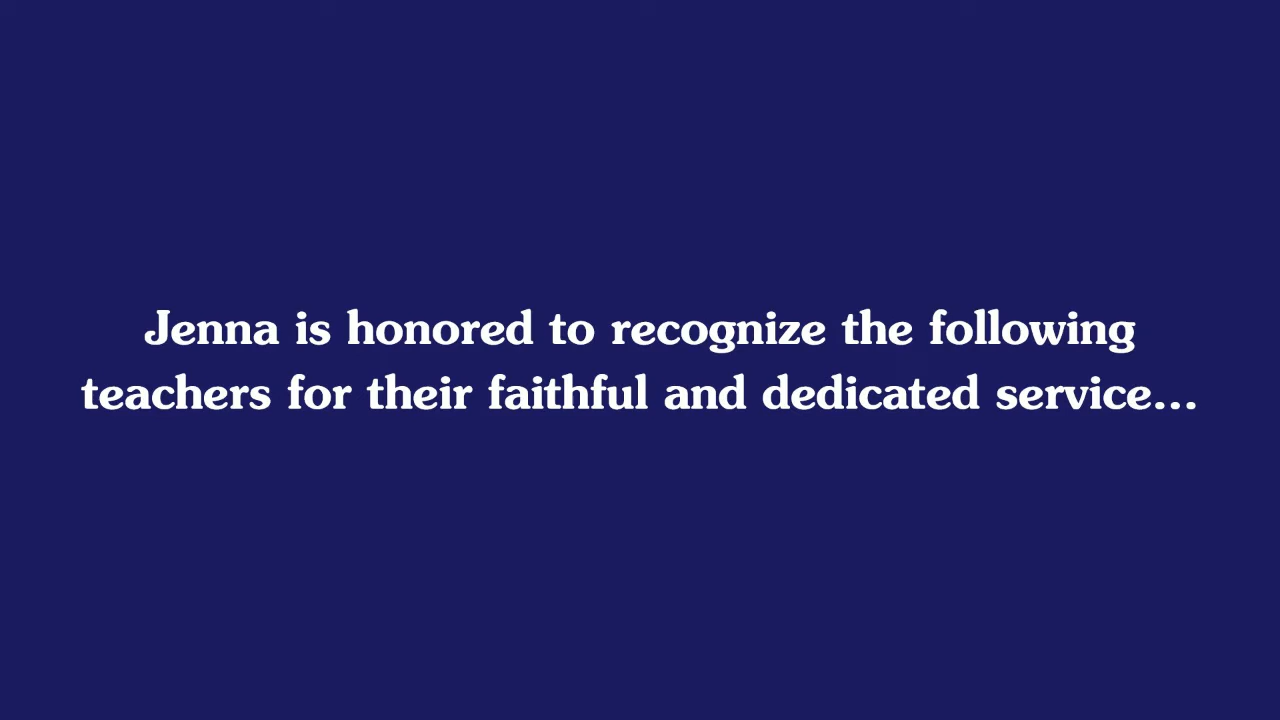 Jenna is honored to recognize the following
teachers for their faithful and dedicated service...